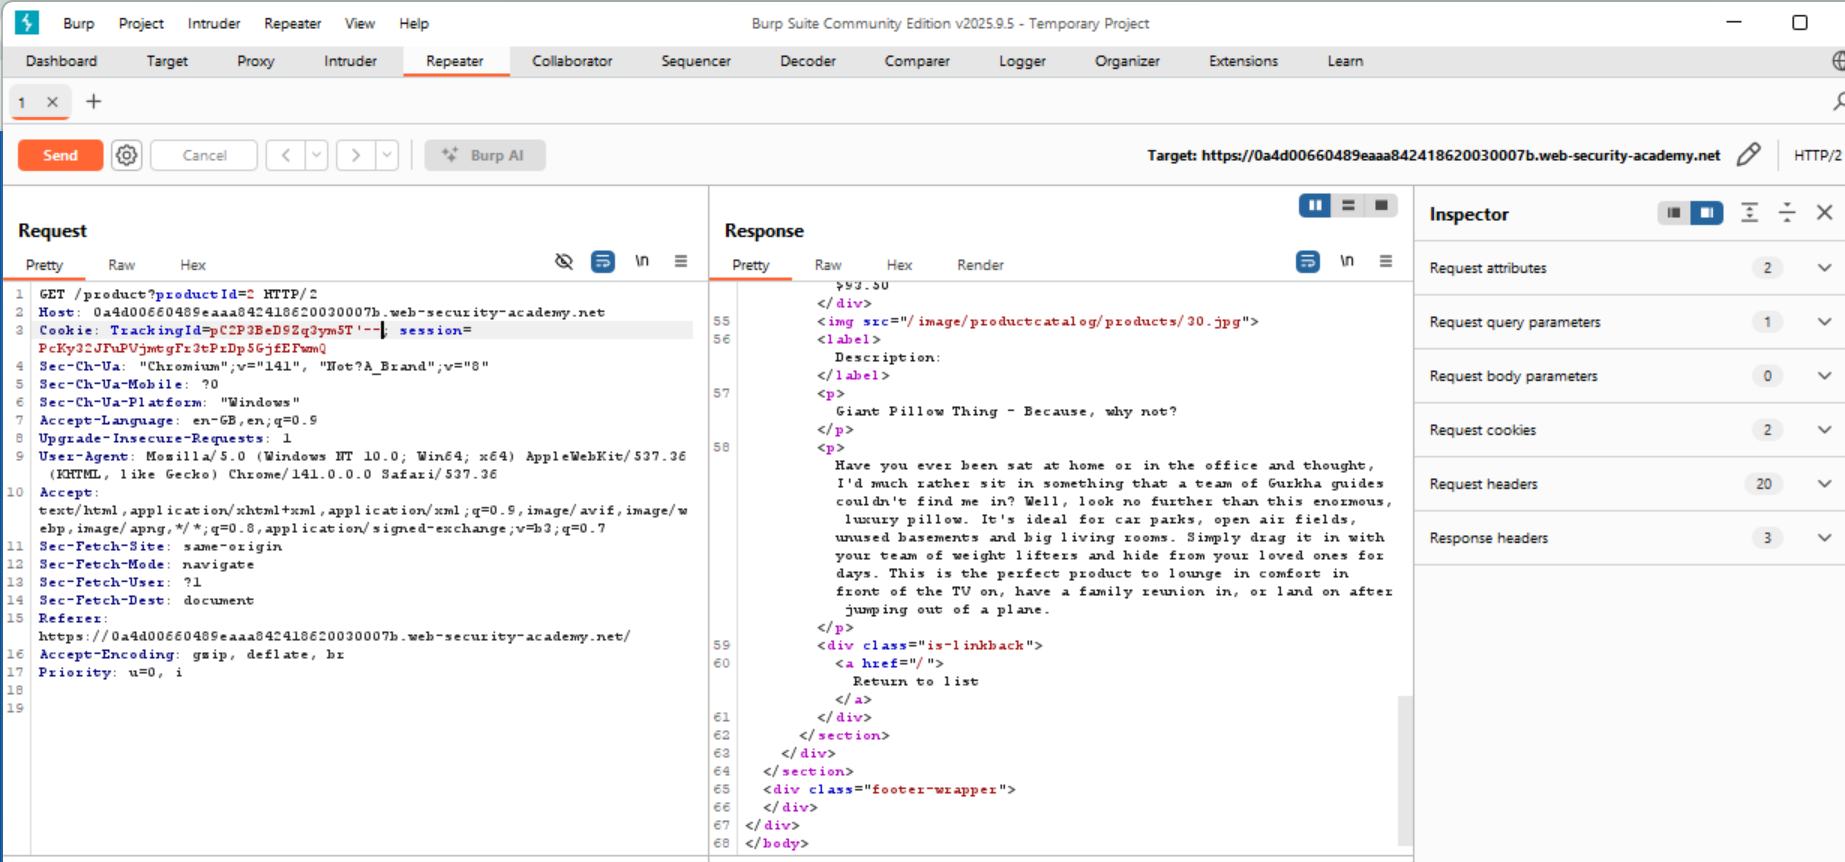 Burp Project Intruder Repeater View Help Burp Suite Community Edition v2025.9.5 - Temporary Project
Dashboard Target Proxy Intruder Repeater Collaborator Sequencer Decoder Comparer Logger Organizer Extensions Learn
1 × +
Send Cancel < > Burp AI Target: https://0a4d00660489eaaa842418620030007b.web-security-academy.net HTTP/2
Request
Pretty Raw Hex \n
1 GET /product?productId=2 HTTP/2
2 Host: 0a4d00660489eaaa842418620030007b.web-security-academy.net
3 Cookie: TrackingId=pC2P3BeD9Zq3ym5T'--; session=
PcKy32JFuPVjmtgFr3tPrDp5GjfEFwmQ
4 Sec-Ch-Ua: "Chromium";v="141", "Not?A_Brand";v="8"
5 Sec-Ch-Ua-Mobile: ?0
6 Sec-Ch-Ua-Platform: "Windows"
7 Accept-Language: en-GB,en;q=0.9
8 Upgrade-Insecure-Requests: 1
9 User-Agent: Mozilla/5.0 (Windows NT 10.0; Win64; x64) AppleWebKit/537.36
(KHTML, like Gecko) Chrome/141.0.0.0 Safari/537.36
10 Accept:
text/html,application/xhtml+xml,application/xml;q=0.9,image/avif,image/w
ebp,image/apng,*/*;q=0.8,application/signed-exchange;v=b3;q=0.7
11 Sec-Fetch-Site: same-origin
12 Sec-Fetch-Mode: navigate
13 Sec-Fetch-User: ?1
14 Sec-Fetch-Dest: document
15 Referer:
https://0a4d00660489eaaa842418620030007b.web-security-academy.net/
16 Accept-Encoding: gzip, deflate, br
17 Priority: u=0, i
18
19
Response
Pretty Raw Hex Render \n
$93.50
</div>
55 <img src="/image/productcatalog/products/30.jpg">
56 <label>
Description:
</label>
57 <p>
Giant Pillow Thing - Because, why not?
</p>
58 <p>
Have you ever been sat at home or in the office and thought,
I'd much rather sit in something that a team of Gurkha guides
couldn't find me in? Well, look no further than this enormous,
luxury pillow. It's ideal for car parks, open air fields,
unused basements and big living rooms. Simply drag it in with
your team of weight lifters and hide from your loved ones for
days. This is the perfect product to lounge in comfort in
front of the TV on, have a family reunion in, or land on after
jumping out of a plane.
</p>
59 <div class="is-linkback">
60 <a href="/">
Return to list
</a>
61 </div>
62 </section>
63 </div>
64 </section>
65 <div class="footer-wrapper">
66 </div>
67 </div>
68 </body>
Inspector
Request attributes 2
Request query parameters 1
Request body parameters 0
Request cookies 2
Request headers 20
Response headers 3